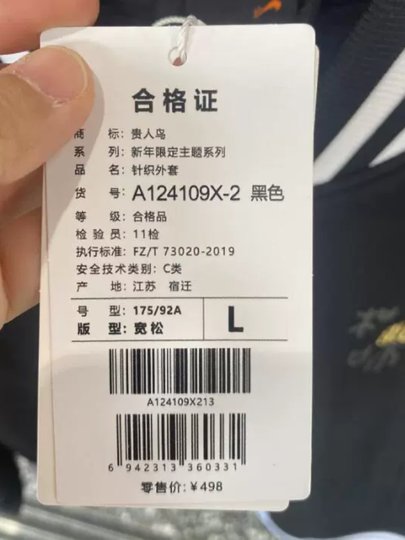 合格证
商 标: 贵人鸟
系 列: 新年限定主题系列
品 名: 针织外套
货 号: A124109X-2 黑色
等 级: 合格品
检 验 员: 11检
执行标准: FZ/T 73020-2019
安全技术类别: C类
产 地: 江苏 宿迁
号 型: 175/92A
版 型: 宽松
L
A124109X213
6 942313 360331
零售价: ¥498